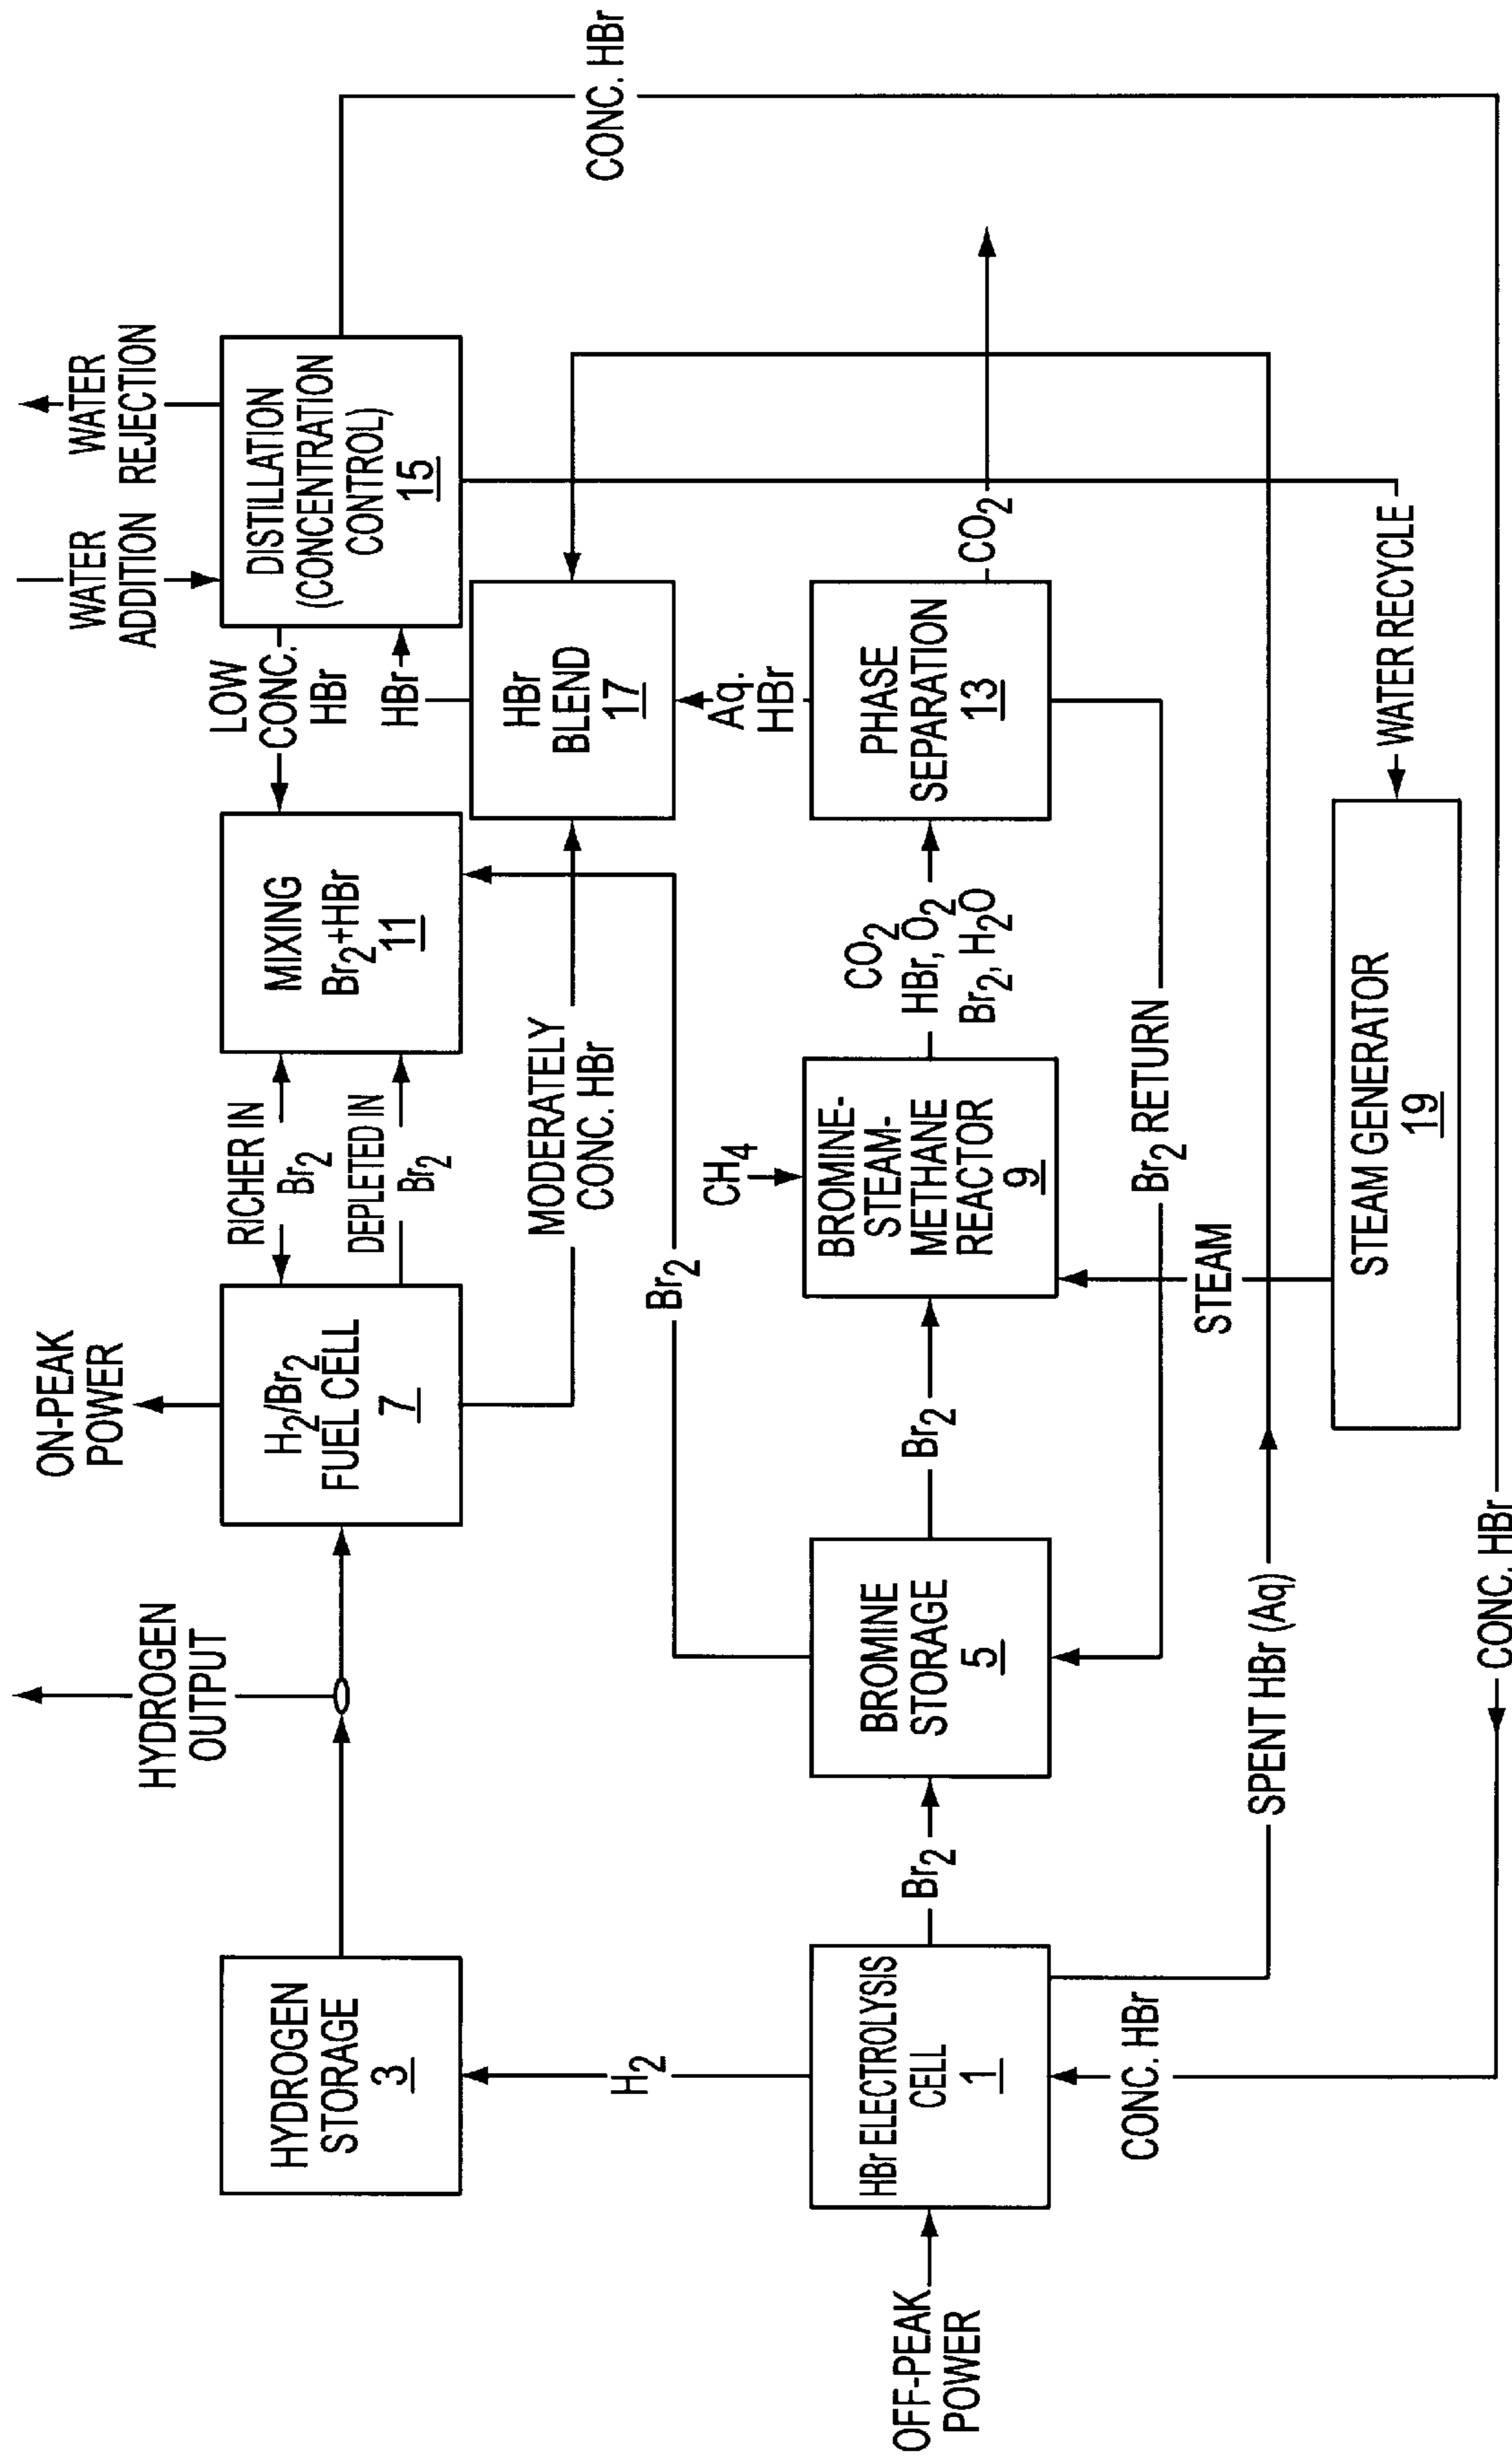 HYDROGEN
OUTPUT
ON-PEAK
POWER
WATER
ADDITION
WATER
REJECTION
HYDROGEN
STORAGE
3
H2/Br2
FUEL CELL
7
RICHER IN
Br2
DEPLETED IN
Br2
MIXING
Br2+HBr
11
LOW
CONC.
HBr
HBr
DISTILLATION
(CONCENTRATION
CONTROL)
15
CONC. HBr
MODERATELY
CONC. HBr
HBr
BLEND
17
H2
Br2
Aq.
HBr
OFF-PEAK
POWER
HBr ELECTROLYSIS
CELL
1
Br2
BROMINE
STORAGE
5
Br2
CH4
BROMINE-
STEAM-
METHANE
REACTOR
9
CO2
HBr, O2
Br2, H2O
PHASE
SEPARATION
13
CO2
CONC. HBr
Br2 RETURN
STEAM
SPENT HBr (Aq)
STEAM GENERATOR
19
WATER RECYCLE
CONC. HBr